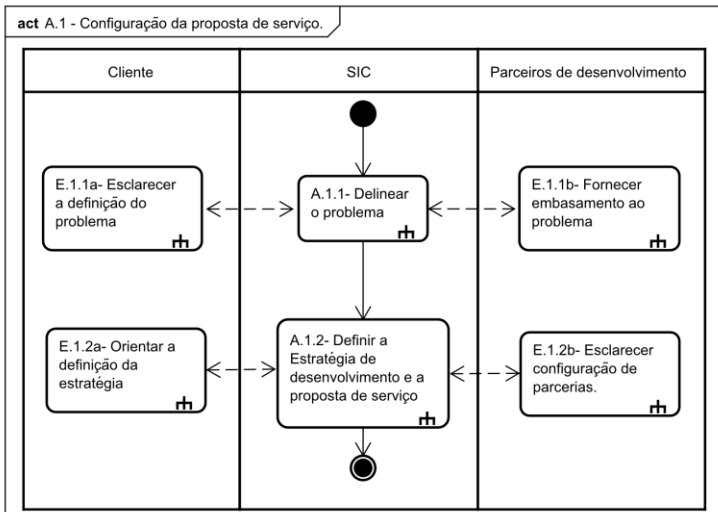 act A.1 - Configuração da proposta de serviço.
Cliente
SIC
Parceiros de desenvolvimento
E.1.1a- Esclarecer
a definição do
problema
A.1.1- Delinear
o problema
E.1.1b- Fornecer
embasamento ao
problema
E.1.2a- Orientar a
definição da
estratégia
A.1.2- Definir a
Estratégia de
desenvolvimento e a
proposta de serviço
E.1.2b- Esclarecer
configuração de
parcerias.